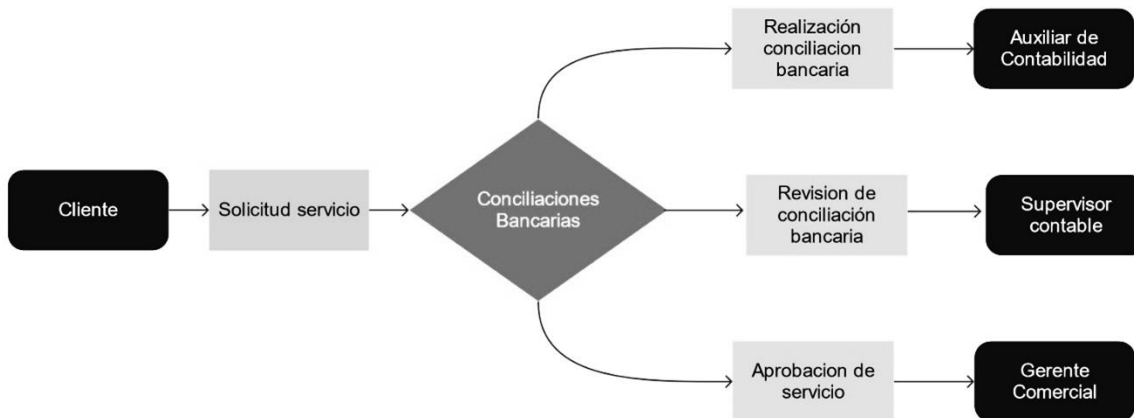 Realización
conciliacion
bancaria
Auxiliar de
Contabilidad
Cliente
Solicitud servicio
Conciliaciones
Bancarias
Revision de
conciliación
bancaria
Supervisor
contable
Aprobacion de
servicio
Gerente
Comercial